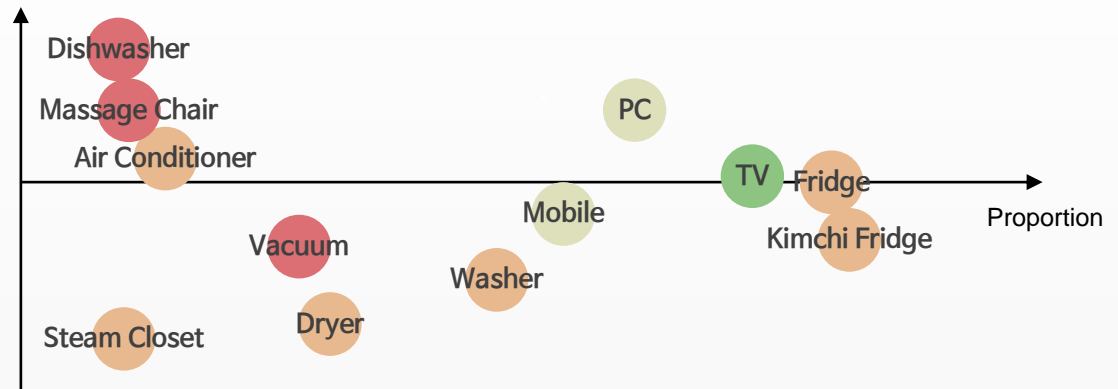 Dishwasher
Massage Chair
PC
Air Conditioner
TV
Fridge
Mobile
Proportion
Vacuum
Kimchi Fridge
Washer
Dryer
Steam Closet